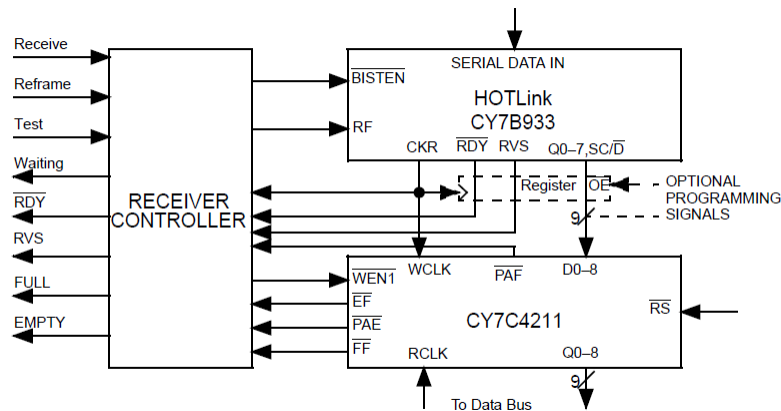 Receive
Reframe
Test
Waiting
RDY
RVS
FULL
EMPTY
RECEIVER
CONTROLLER
SERIAL DATA IN
BISTEN
HOTLink
CY7B933
RF
CKR RDY RVS Q0–7,SC/D
Register OE
OPTIONAL
PROGRAMMING
SIGNALS
9
WEN1 WCLK PAF D0–8
EF
PAE
FF
CY7C4211
RS
RCLK Q0–8
9
To Data Bus